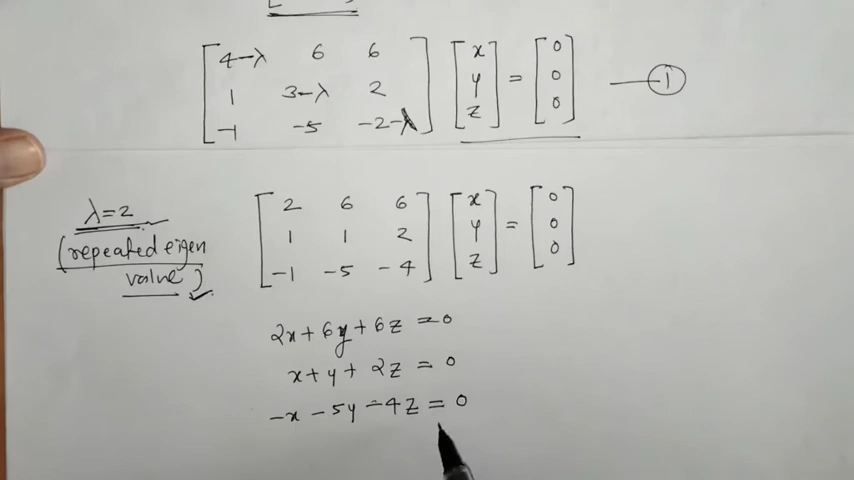 [4-λ 6 6] [x] = [0] —①
[1 3-λ 2] [y] [0]
[-1 -5 -2-λ] [z] [0]
λ=2
(repeated eigen
value)
[2 6 6] [x] = [0]
[1 1 2] [y] [0]
[-1 -5 -4] [z] [0]
2x+6y+6z=0
x+y+2z=0
-x-5y-4z=0